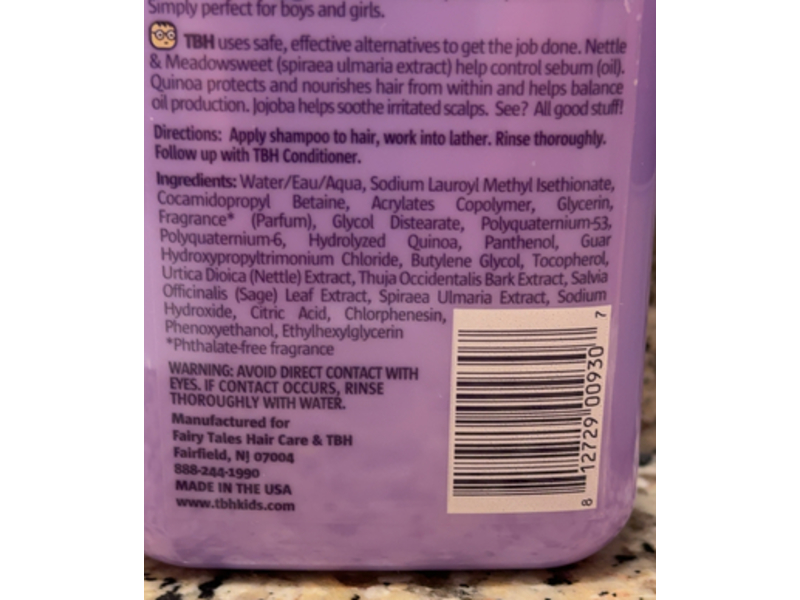 Simply perfect for boys and girls.
TBH uses safe, effective alternatives to get the job done. Nettle
& Meadowsweet (spiraea ulmaria extract) help control sebum (oil).
Quinoa protects and nourishes hair from within and helps balance
oil production. Jojoba helps soothe irritated scalps. See? All good stuff!
Directions: Apply shampoo to hair, work into lather. Rinse thoroughly.
Follow up with TBH Conditioner.
Ingredients: Water/Eau/Aqua, Sodium Lauroyl Methyl Isethionate,
Cocamidopropyl Betaine, Acrylates Copolymer, Glycerin,
Fragrance* (Parfum), Glycol Distearate, Polyquaternium-53,
Polyquaternium-6, Hydrolyzed Quinoa, Panthenol, Guar
Hydroxypropyltrimonium Chloride, Butylene Glycol, Tocopherol,
Urtica Dioica (Nettle) Extract, Thuja Occidentalis Bark Extract, Salvia
Officinalis (Sage) Leaf Extract, Spiraea Ulmaria Extract, Sodium
Hydroxide, Citric Acid, Chlorphenesin,
Phenoxyethanol, Ethylhexylglycerin
*Phthalate-free fragrance
WARNING: AVOID DIRECT CONTACT WITH
EYES. IF CONTACT OCCURS, RINSE
THOROUGHLY WITH WATER.
Manufactured for
Fairy Tales Hair Care & TBH
Fairfield, NJ 07004
888-244-1990
MADE IN THE USA
www.tbhkids.com
8 12729 00930 7